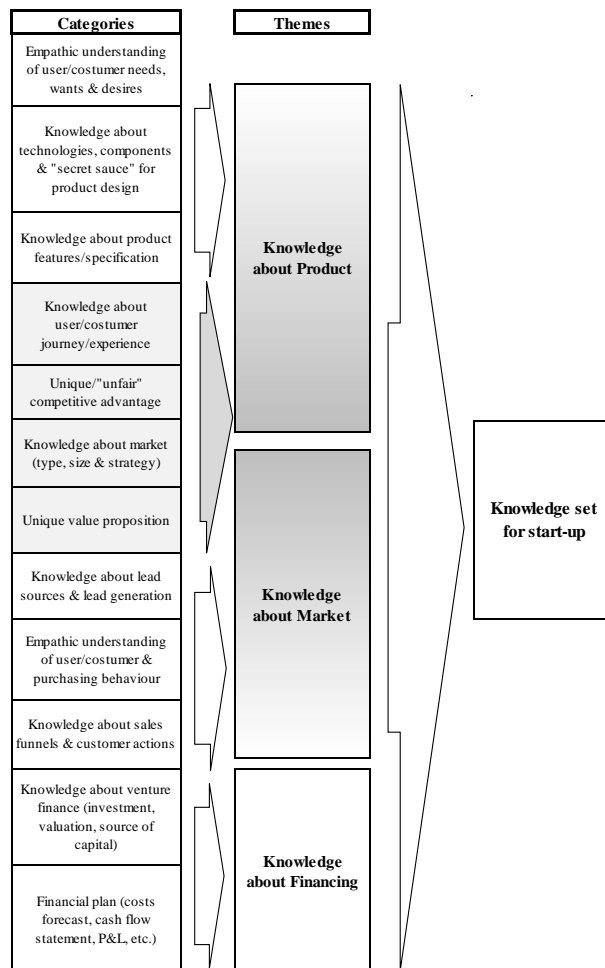 Categories
Themes
Empathic understanding
of user/costumer needs,
wants & desires
Knowledge about
technologies, components
& "secret sauce" for
product design
Knowledge about product
features/specification
Knowledge about
user/costumer
journey/experience
Unique/"unfair"
competitive advantage
Knowledge about market
(type, size & strategy)
Unique value proposition
Knowledge about lead
sources & lead generation
Empathic understanding
of user/costumer &
purchasing behaviour
Knowledge about sales
funnels & customer actions
Knowledge about venture
finance (investment,
valuation, source of
capital)
Financial plan (costs
forecast, cash flow
statement, P&L, etc.)
Knowledge
about Product
Knowledge
about Market
Knowledge
about Financing
Knowledge set
for start-up